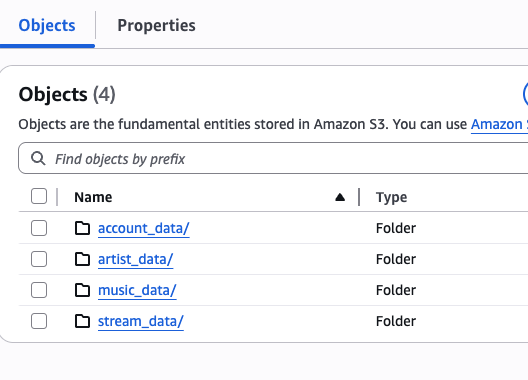 Objects
Properties
Objects (4)
Objects are the fundamental entities stored in Amazon S3. You can use Amazon
Find objects by prefix
Name Type
account_data/ Folder
artist_data/ Folder
music_data/ Folder
stream_data/ Folder